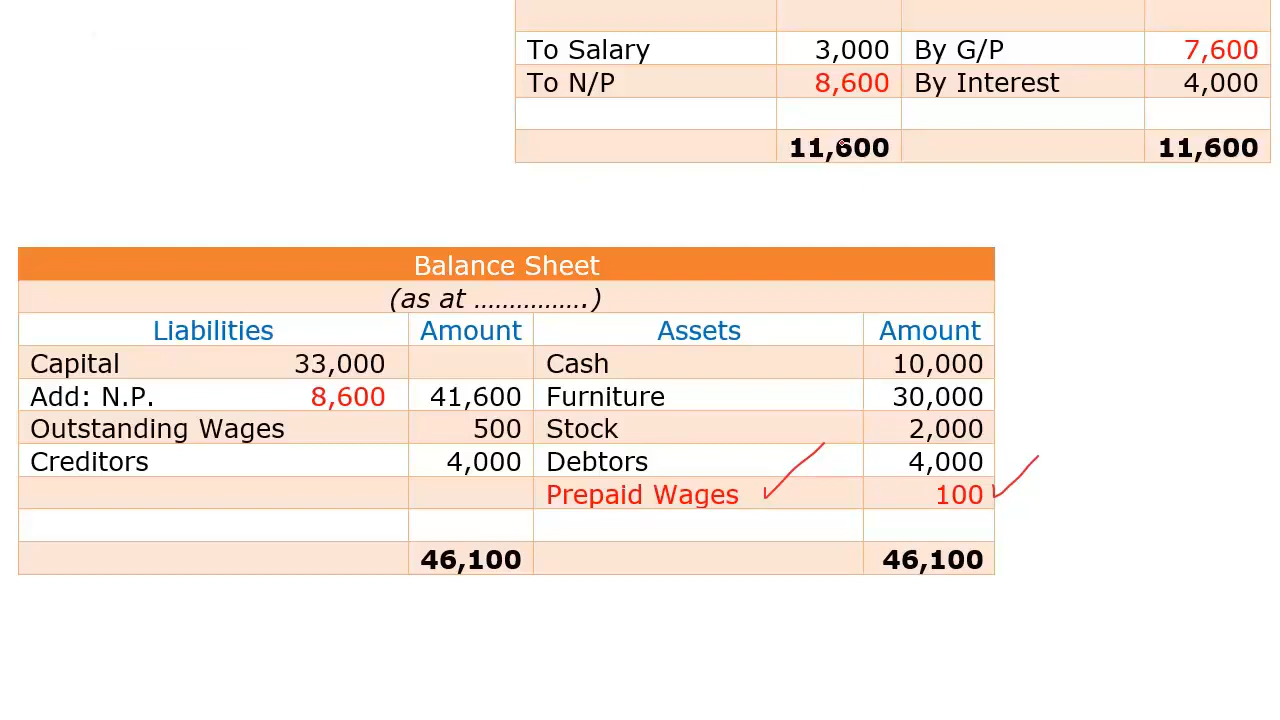 To Salary 3,000 By G/P 7,600
To N/P 8,600 By Interest 4,000
11,600 11,600
Balance Sheet
(as at …………….)
Liabilities Amount Assets Amount
Capital 33,000 Cash 10,000
Add: N.P. 8,600 41,600 Furniture 30,000
Outstanding Wages 500 Stock 2,000
Creditors 4,000 Debtors 4,000
Prepaid Wages 100
46,100 46,100